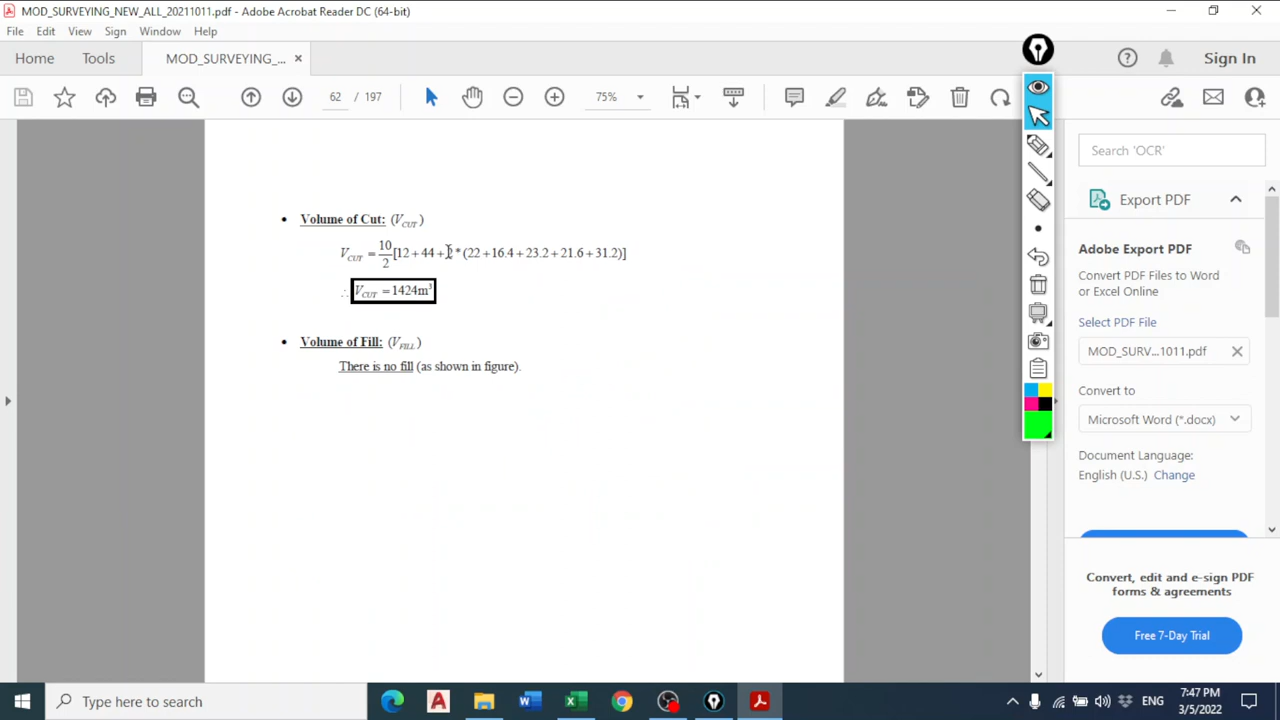 MOD_SURVEYING_NEW_ALL_20211011.pdf - Adobe Acrobat Reader DC (64-bit)
File Edit View Sign Window Help
Home Tools MOD_SURVEYING_... Sign In
62 / 197 75%
Search 'OCR'
Export PDF
Adobe Export PDF
Convert PDF Files to Word
or Excel Online
Select PDF File
MOD_SURV...1011.pdf
Convert to
Microsoft Word (*.docx)
Document Language:
English (U.S.) Change
Convert, edit and e-sign PDF
forms & agreements
Free 7-Day Trial
• Volume of Cut: (V_CUT)
V_CUT = 10/2 [12 + 44 + 2 * (22 + 16.4 + 23.2 + 21.6 + 31.2)]
∴ V_CUT = 1424m³
• Volume of Fill: (V_FILL)
There is no fill (as shown in figure).
Type here to search
ENG
7:47 PM
3/5/2022